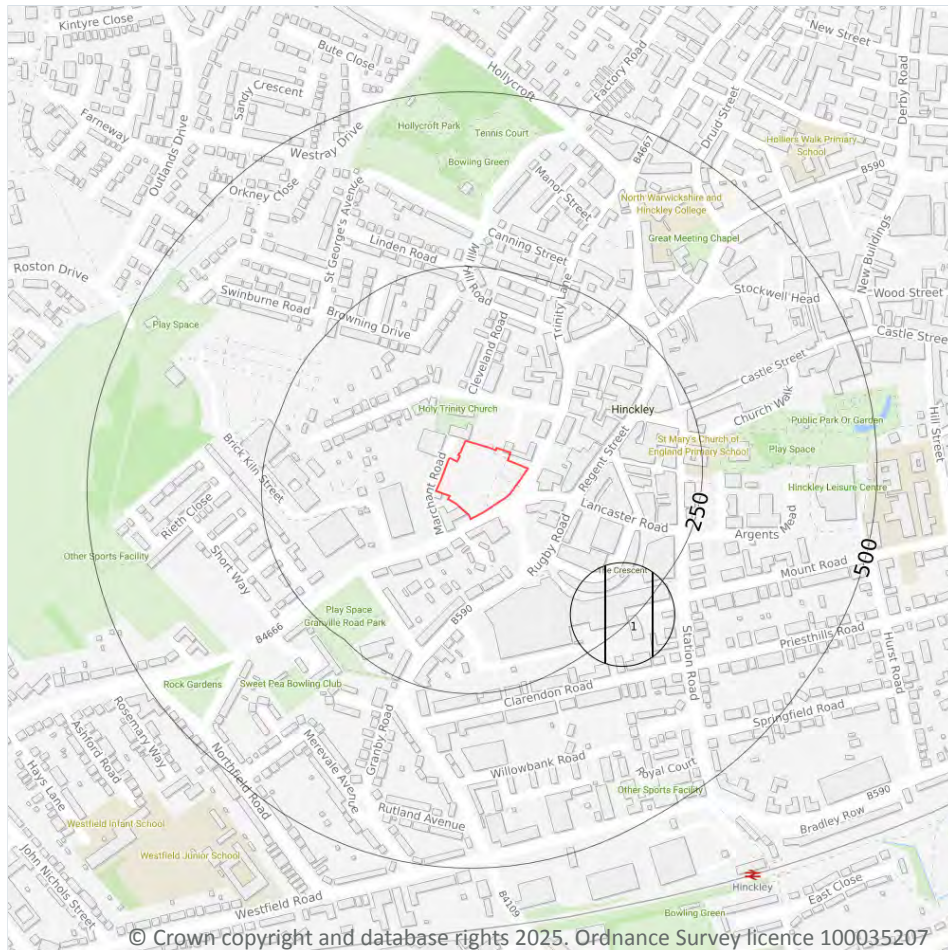 Kintyre Close
Bute Close
Sandy
Crescent
Farneway
Outlands Drive
Westray Drive
Orkney Close
Hollycroft
Hollycroft Park
Tennis Court
Bowling Green
Factory Road
New Street
Derby Road
Druid Street
B4667
Holliers Walk Primary
School
B590
Manor Street
North Warwickshire and
Hinckley College
Great Meeting Chapel
St George's Avenue
Linden Road
Canning Street
Mill Hill Road
Roston Drive
Swinburne Road
Browning Drive
Play Space
Trinity Lane
Cleveland Road
Stockwell Head
New Buildings
Wood Street
Castle Street
Castle Street
Church Walk
Holy Trinity Church
Hinckley
Regent Street
Public Park Or Garden
Hill Street
St Mary's Church of
England Primary School
Play Space
Hinckley Leisure Centre
Brick Kiln Street
Marchant Road
Rieth Close
Short Way
Other Sports Facility
Lancaster Road
250
Argents Mead
500
Rugby Road
The Crescent
Mount Road
1
Play Space
Granville Road Park
B590
B4666
Station Road
Priesthills Road
Hurst Road
Rock Gardens
Sweet Pea Bowling Club
Clarendon Road
Granby Road
Springfield Road
Rosemary Way
Ashford Road
Hays Lane
Merevale Avenue
Northfield Road
Willowbank Road
Royal Court
Other Sports Facility
B590
Rutland Avenue
Bradley Row
Westfield Infant School
Westfield Junior School
John Nichols Street
Westfield Road
B4109
Hinckley
East Close
Bowling Green
© Crown copyright and database rights 2025. Ordnance Survey licence 100035207